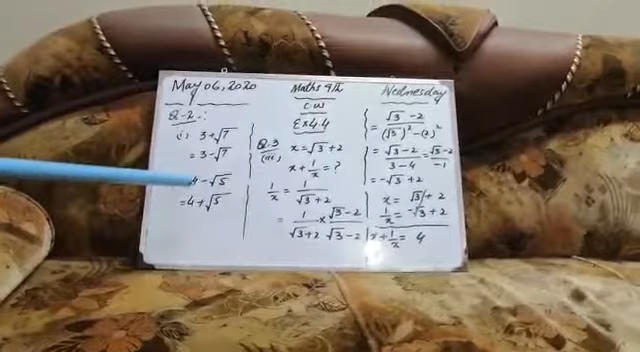 May 06, 2020
Maths 9th
Wednesday
C.W
Ex 4.4
Q.2:
i) 3+√7
= 3-√7
4-√5
= 4+√5
Q.3
(iii) x = √3 + 2
x + 1/x = ?
1/x = 1/(√3+2)
= 1/(√3+2) × (√3-2)/(√3-2)
= (√3 - 2)/((√3)² - (2)²)
= (√3-2)/(3-4) = (√3-2)/-1
= -√3 + 2
x = √3 + 2
1/x = -√3 + 2
x + 1/x = 4